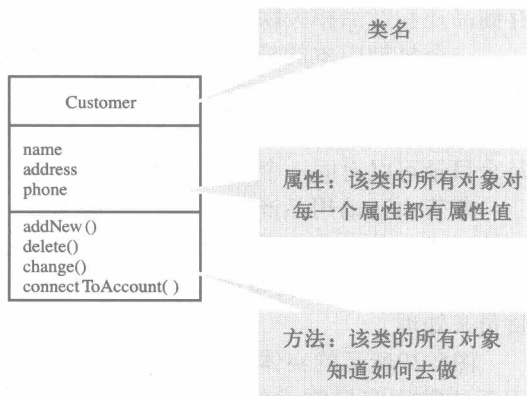 类名
Customer
name
address
phone
属性：该类的所有对象对
每一个属性都有属性值
addNew()
delete()
change()
connectToAccount( )
方法：该类的所有对象
知道如何去做